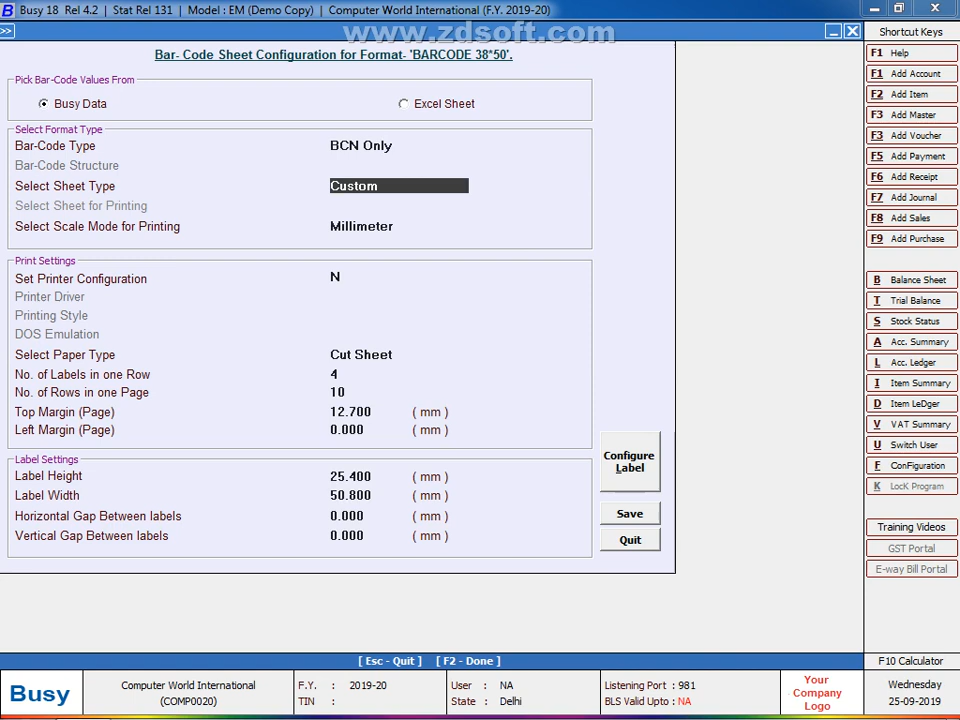 B Busy 18 Rel 4.2 | Stat Rel 131 | Model : EM (Demo Copy) | Computer World International (F.Y. 2019-20)
>>
www.zdsoft.com
Shortcut Keys
Bar- Code Sheet Configuration for Format- 'BARCODE 38*50'.
Pick Bar-Code Values From
Busy Data
Excel Sheet
Select Format Type
Bar-Code Type BCN Only
Bar-Code Structure
Select Sheet Type Custom
Select Sheet for Printing
Select Scale Mode for Printing Millimeter
Print Settings
Set Printer Configuration N
Printer Driver
Printing Style
DOS Emulation
Select Paper Type Cut Sheet
No. of Labels in one Row 4
No. of Rows in one Page 10
Top Margin (Page) 12.700 ( mm )
Left Margin (Page) 0.000 ( mm )
Label Settings
Label Height 25.400 ( mm )
Label Width 50.800 ( mm )
Horizontal Gap Between labels 0.000 ( mm )
Vertical Gap Between labels 0.000 ( mm )
Configure
Label
Save
Quit
F1 Help
F1 Add Account
F2 Add Item
F3 Add Master
F3 Add Voucher
F5 Add Payment
F6 Add Receipt
F7 Add Journal
F8 Add Sales
F9 Add Purchase
B Balance Sheet
T Trial Balance
S Stock Status
A Acc. Summary
L Acc. Ledger
I Item Summary
D Item LeDger
V VAT Summary
U Switch User
F ConFiguration
K LocK Program
Training Videos
GST Portal
E-way Bill Portal
[ Esc - Quit ] [ F2 - Done ]
F10 Calculator
Busy
Computer World International
(COMP0020)
F.Y. : 2019-20
TIN :
User : NA
State : Delhi
Listening Port : 981
BLS Valid Upto : NA
Your
Company
Logo
Wednesday
25-09-2019